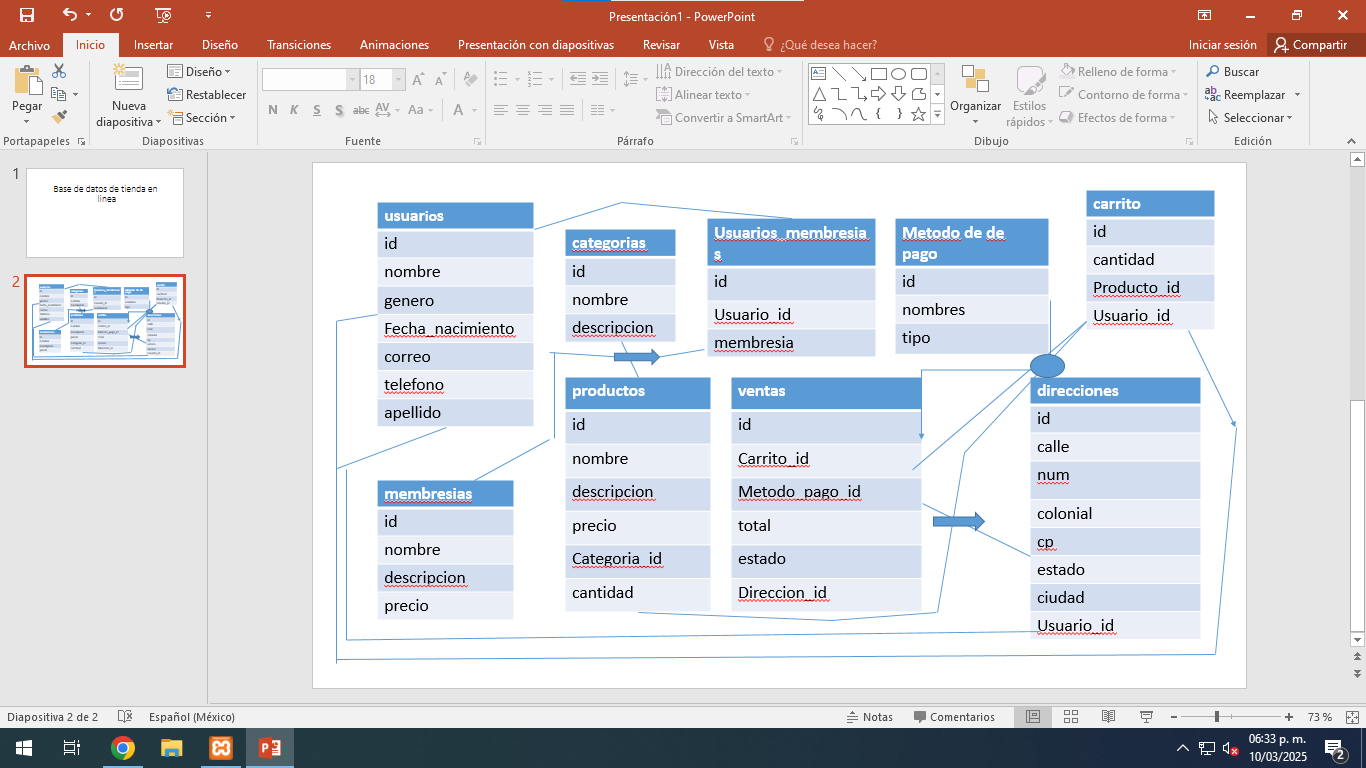 Presentación1 - PowerPoint
Archivo
Inicio
Insertar
Diseño
Transiciones
Animaciones
Presentación con diapositivas
Revisar
Vista
¿Qué desea hacer?
Iniciar sesión
Compartir
Pegar
Portapapeles
Nueva
diapositiva
Diseño
Restablecer
Sección
Diapositivas
18
N K S S abc AV Aa A
Fuente
Dirección del texto
Alinear texto
Convertir a SmartArt
Párrafo
Organizar
Estilos
rápidos
Relleno de forma
Contorno de forma
Efectos de forma
Dibujo
Buscar
Reemplazar
Seleccionar
Edición
1
Base de datos de tienda en
linea
2
usuarios
id
nombre
genero
Fecha_nacimiento
correo
telefono
apellido
categorias
id
nombre
descripcion
Usuarios_membresia
s
id
Usuario_id
membresia
Metodo de de
pago
id
nombres
tipo
carrito
id
cantidad
Producto_id
Usuario_id
membresias
id
nombre
descripcion
precio
productos
id
nombre
descripcion
precio
Categoria_id
cantidad
ventas
id
Carrito_id
Metodo_pago_id
total
estado
Direccion_id
direcciones
id
calle
num
colonial
cp
estado
ciudad
Usuario_id
Diapositiva 2 de 2
Español (México)
Notas
Comentarios
73 %
06:33 p. m.
10/03/2025
2